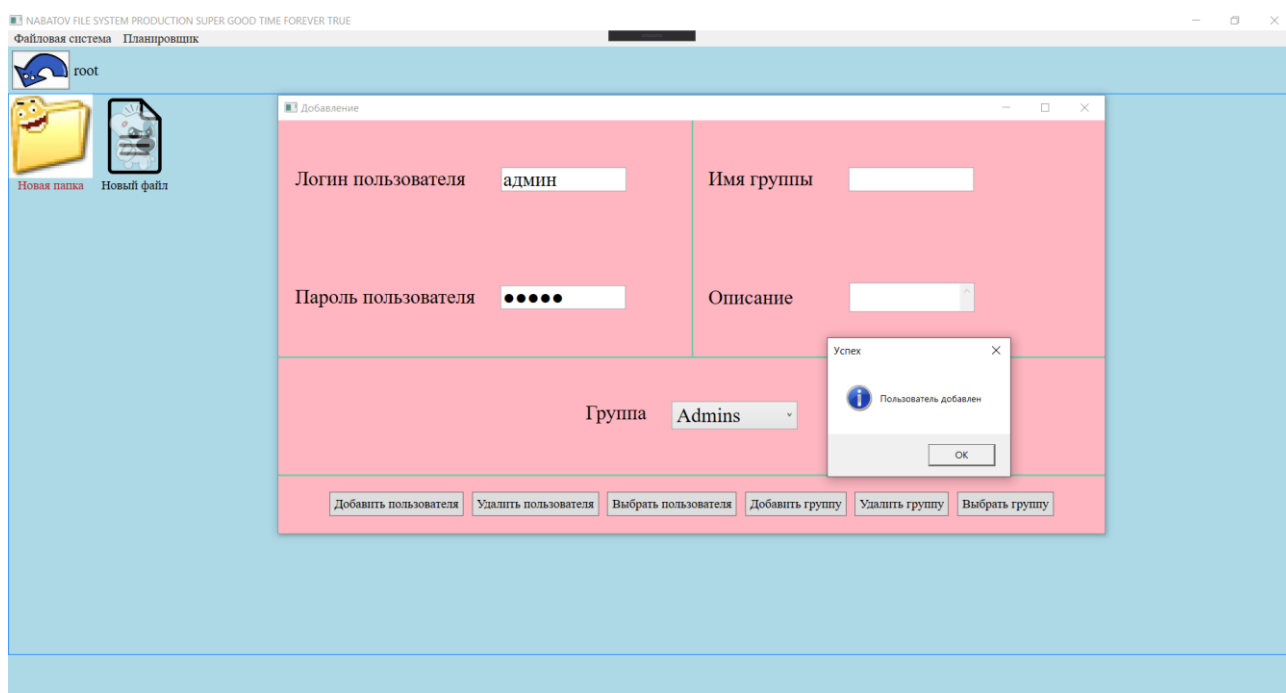 NABATOV FILE SYSTEM PRODUCTION SUPER GOOD TIME FOREVER TRUE
Файловая система Планировщик
root
Новая папка Новый файл
Добавление
Логин пользователя админ Имя группы
Пароль пользователя ●●●●● Описание
Успех
Пользователь добавлен
Группа Admins
OK
Добавить пользователя Удалить пользователя Выбрать пользователя Добавить группу Удалить группу Выбрать группу